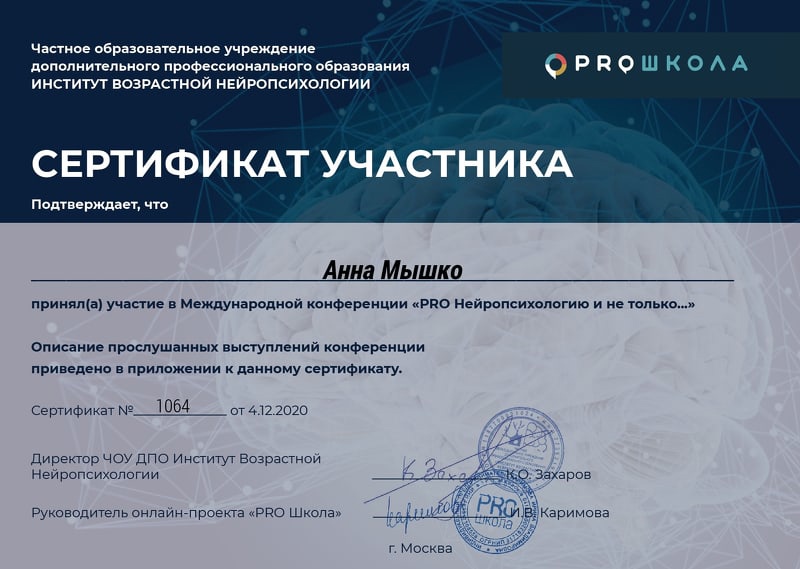 Частное образовательное учреждение
дополнительного профессионального образования
ИНСТИТУТ ВОЗРАСТНОЙ НЕЙРОПСИХОЛОГИИ
PROШКОЛА
СЕРТИФИКАТ УЧАСТНИКА
Подтверждает, что
Анна Мышко
принял(а) участие в Международной конференции «PRO Нейропсихологию и не только...»
Описание прослушанных выступлений конференции
приведено в приложении к данному сертификату.
Сертификат № 1064 от 4.12.2020
Директор ЧОУ ДПО Институт Возрастной
Нейропсихологии
К.О. Захаров
Руководитель онлайн-проекта «PRO Школа»
И.В. Каримова
PRO
школа
г. Москва